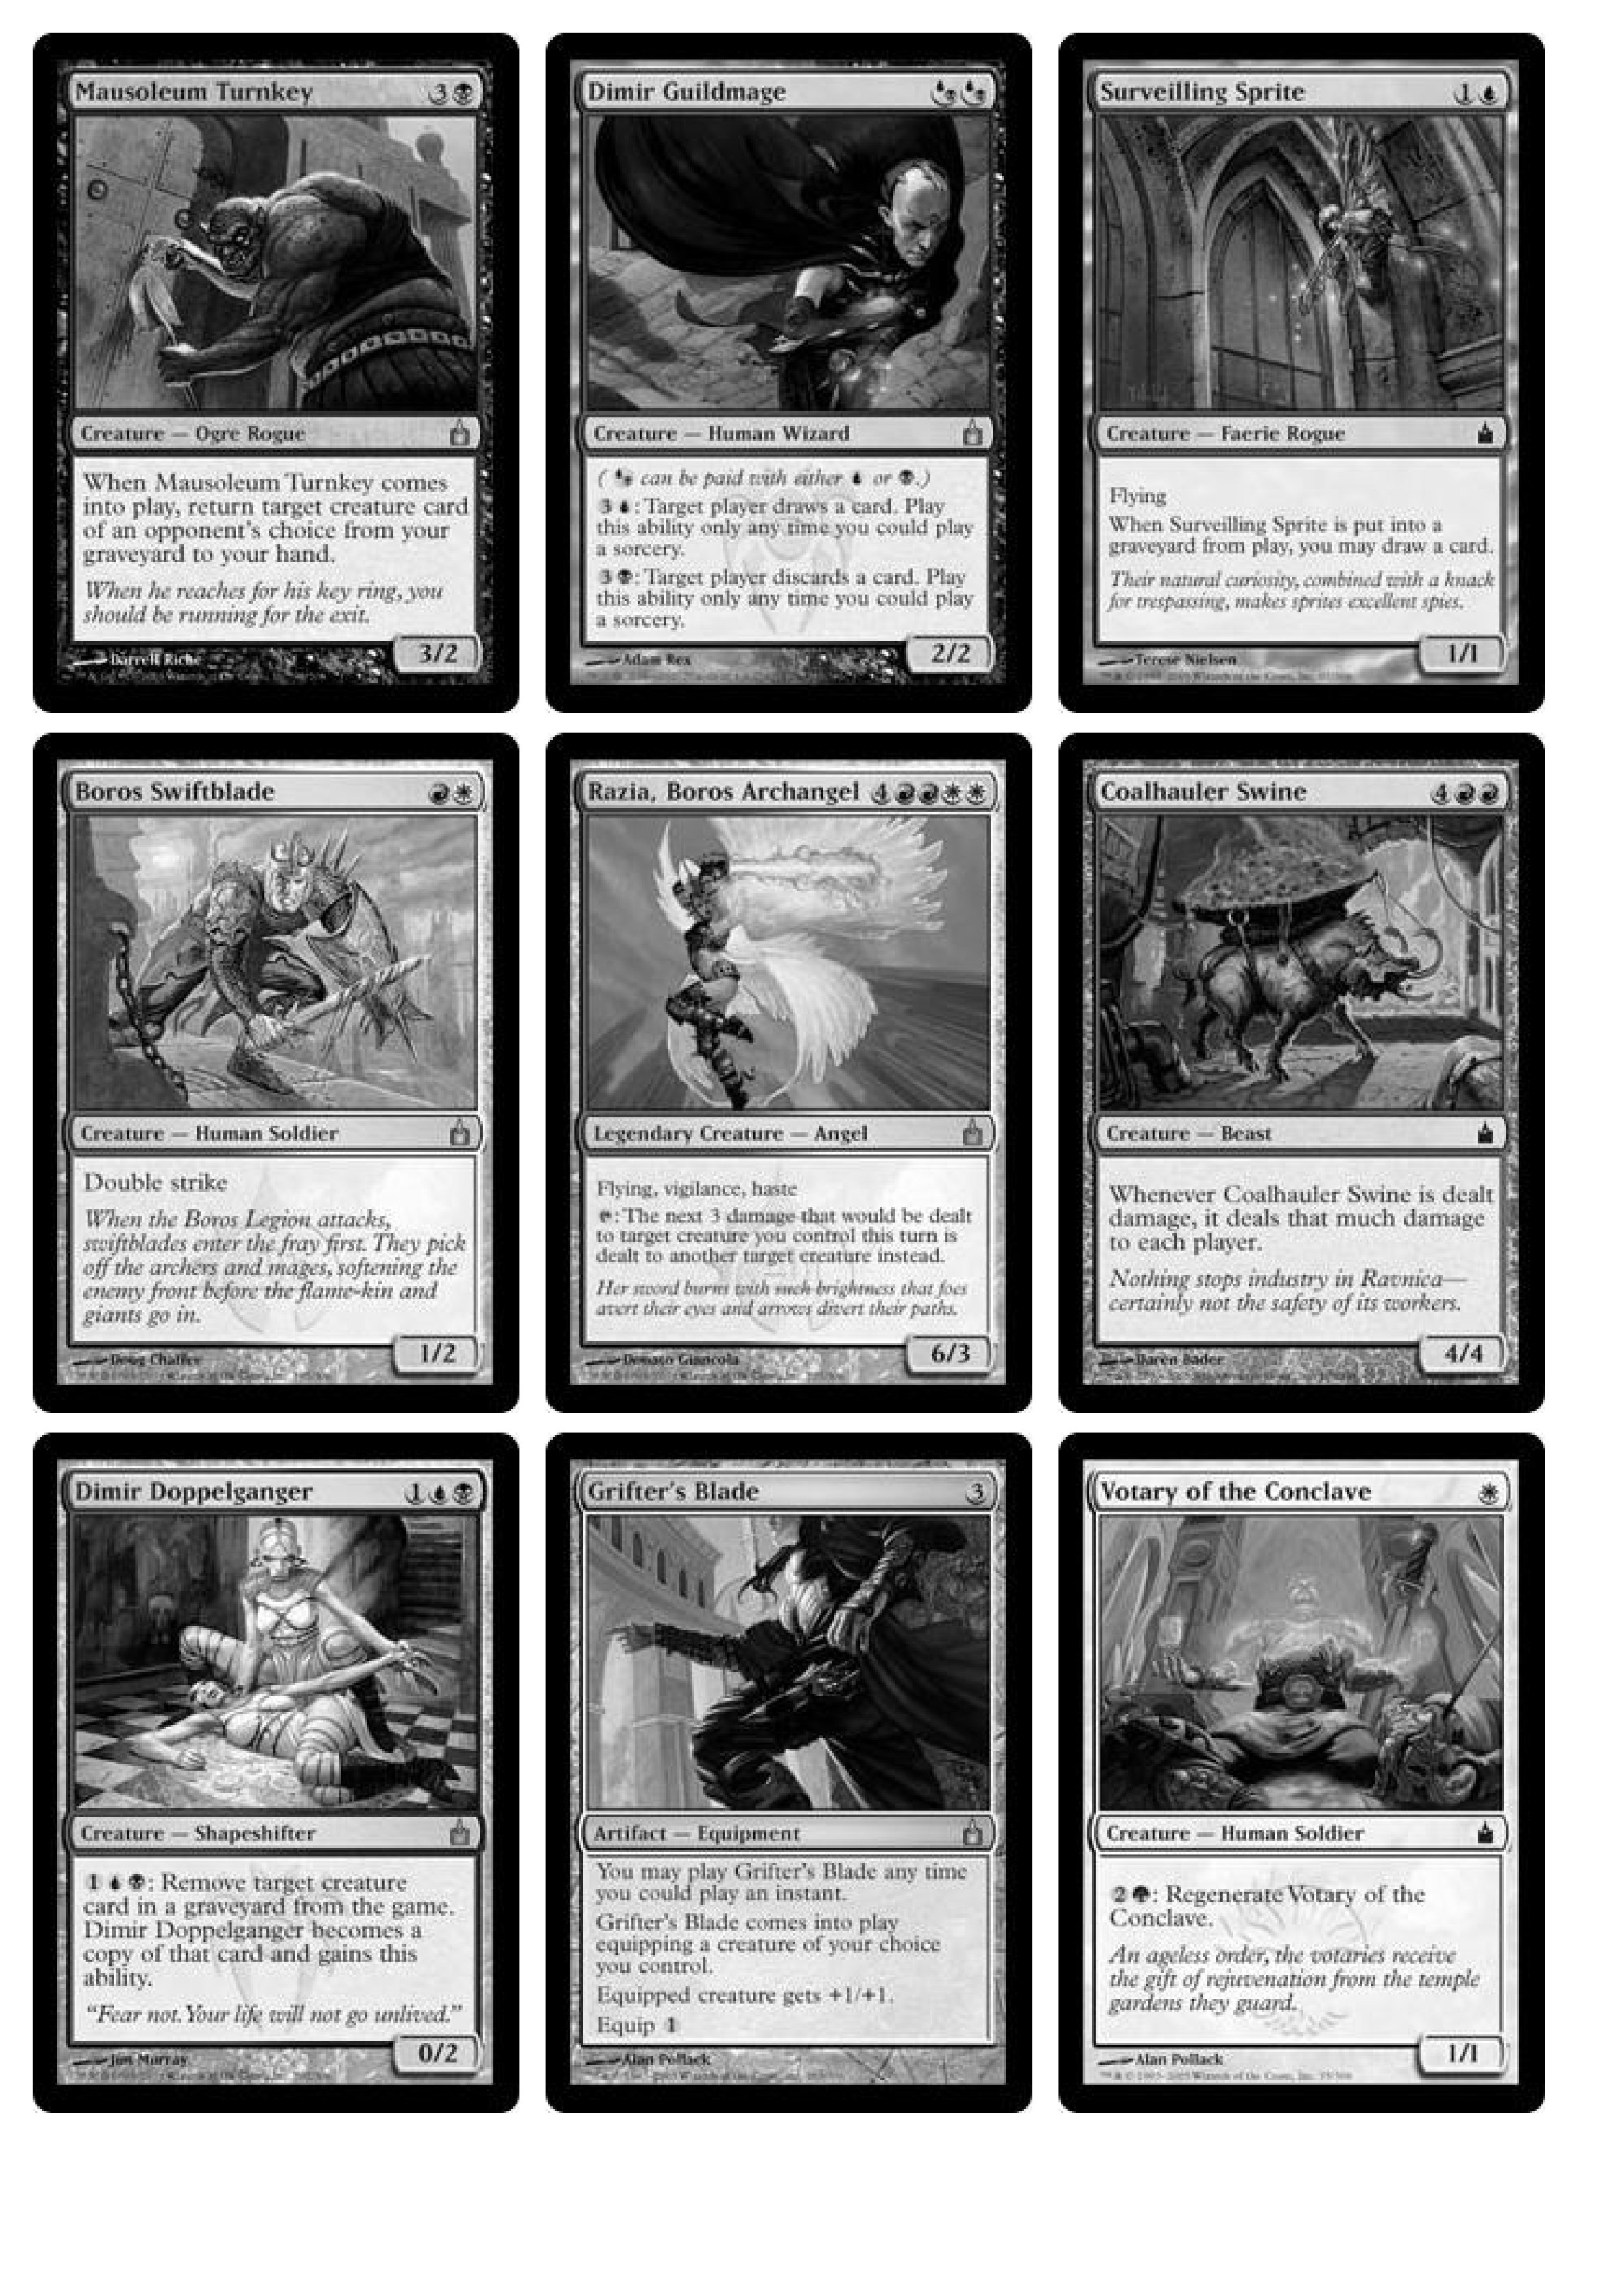 Mausoleum Turnkey 3
Creature — Ogre Rogue
When Mausoleum Turnkey comes
into play, return target creature card
of an opponent's choice from your
graveyard to your hand.
When he reaches for his key ring, you
should be running for the exit.
3/2
Darrell Riche
Dimir Guildmage
Creature — Human Wizard
( can be paid with either or .)
3 : Target player draws a card. Play
this ability only any time you could play
a sorcery.
3 : Target player discards a card. Play
this ability only any time you could play
a sorcery.
2/2
Adam Rex
Surveilling Sprite 1
Creature — Faerie Rogue
Flying
When Surveilling Sprite is put into a
graveyard from play, you may draw a card.
Their natural curiosity, combined with a knack
for trespassing, makes sprites excellent spies.
1/1
Terese Nielsen
Boros Swiftblade
Creature — Human Soldier
Double strike
When the Boros Legion attacks,
swiftblades enter the fray first. They pick
off the archers and mages, softening the
enemy front before the flame-kin and
giants go in.
1/2
Doug Chaffee
Razia, Boros Archangel 4
Legendary Creature — Angel
Flying, vigilance, haste
: The next 3 damage that would be dealt
to target creature you control this turn is
dealt to another target creature instead.
Her sword burns with such brightness that foes
avert their eyes and arrows divert their paths.
6/3
Donato Giancola
Coalhauler Swine 4
Creature — Beast
Whenever Coalhauler Swine is dealt
damage, it deals that much damage
to each player.
Nothing stops industry in Ravnica—
certainly not the safety of its workers.
4/4
Daren Bader
Dimir Doppelganger 1
Creature — Shapeshifter
1 : Remove target creature
card in a graveyard from the game.
Dimir Doppelganger becomes a
copy of that card and gains this
ability.
"Fear not. Your life will not go unlived."
0/2
Jim Murray
Grifter's Blade 3
Artifact — Equipment
You may play Grifter's Blade any time
you could play an instant.
Grifter's Blade comes into play
equipping a creature of your choice
you control.
Equipped creature gets +1/+1.
Equip 1
Alan Pollack
Votary of the Conclave
Creature — Human Soldier
2 : Regenerate Votary of the
Conclave.
An ageless order, the votaries receive
the gift of rejuvenation from the temple
gardens they guard.
1/1
Alan Pollack